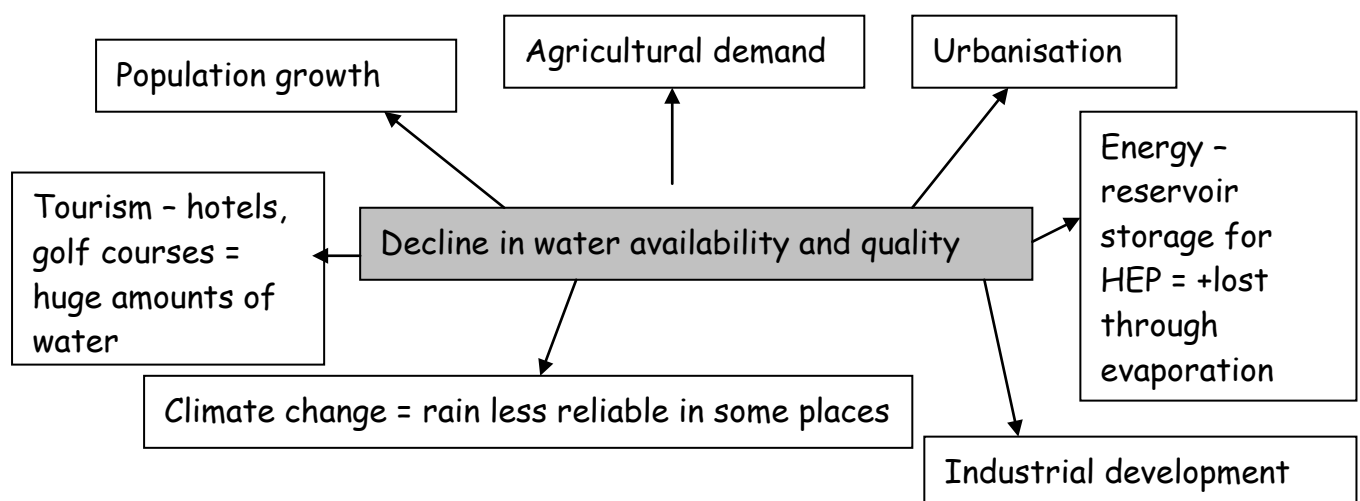 Agricultural demand
Urbanisation
Population growth
Energy –
reservoir
storage for
HEP = +lost
through
evaporation
Tourism – hotels,
golf courses =
huge amounts of
water
Decline in water availability and quality
Climate change = rain less reliable in some places
Industrial development